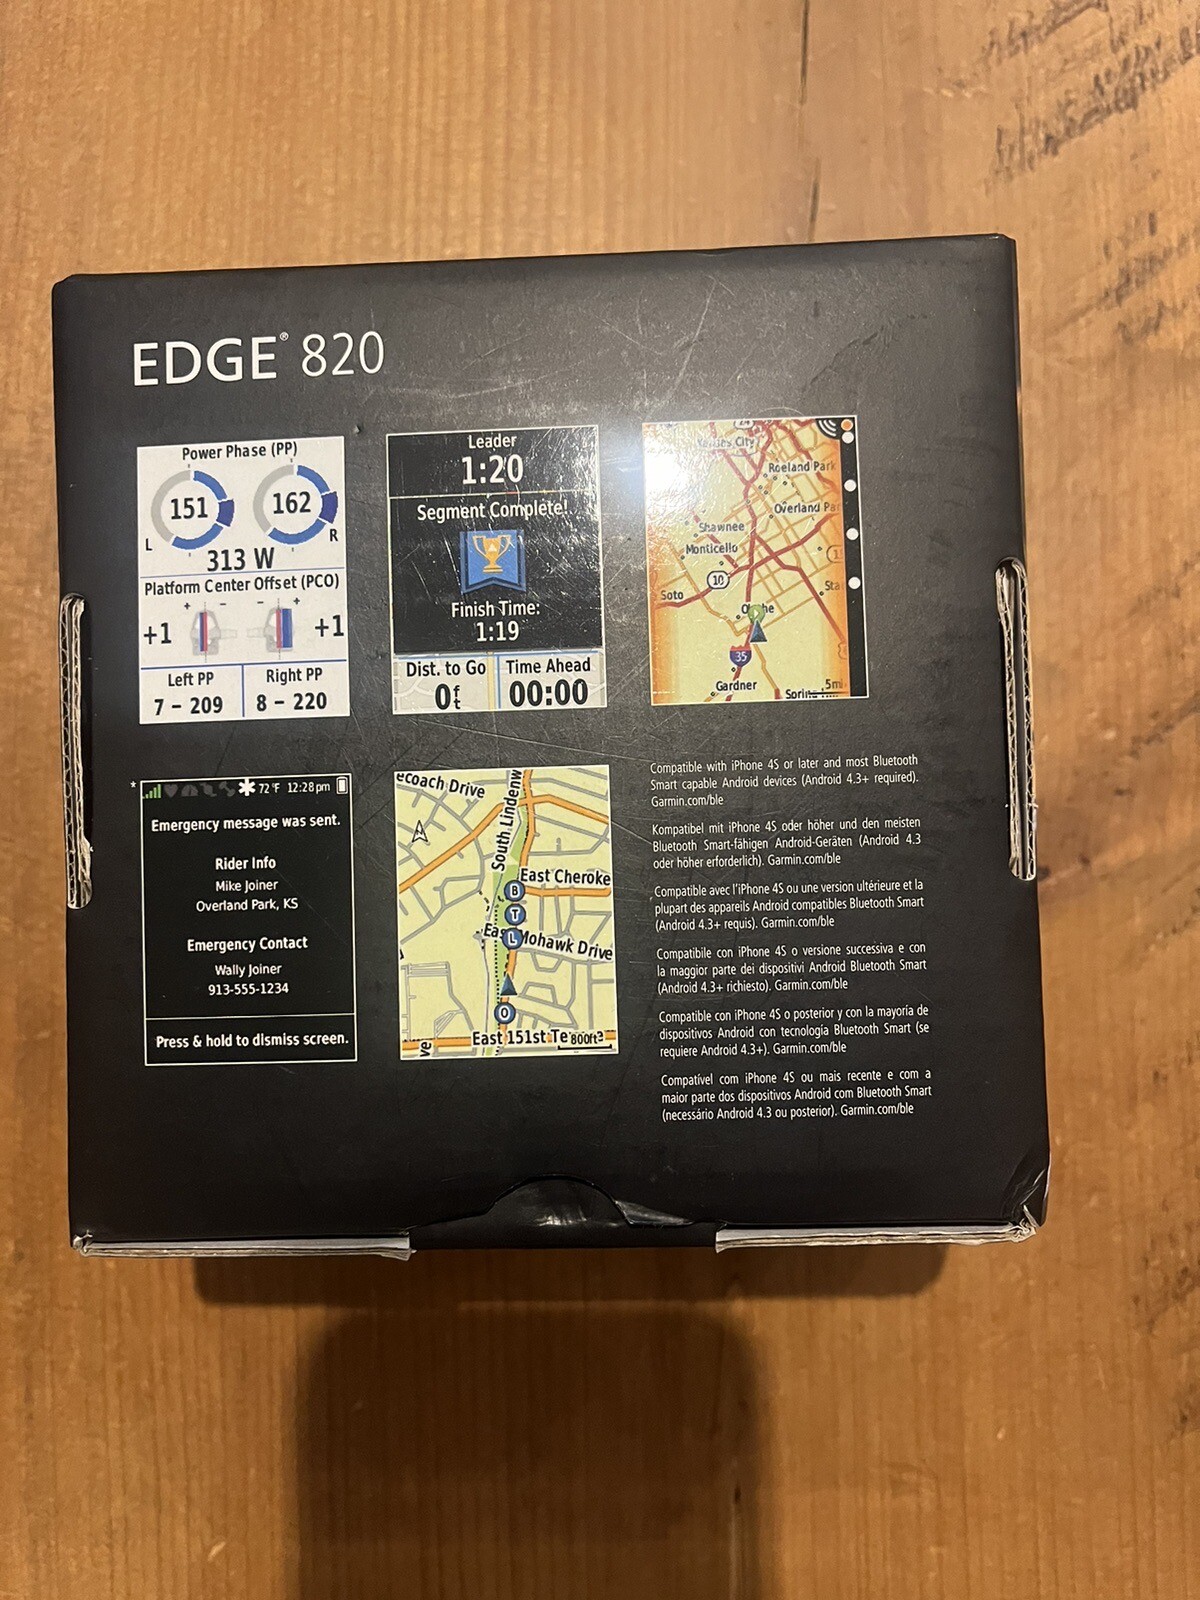 EDGE® 820
Power Phase (PP)
151
162
L
R
313 W
Platform Center Offset (PCO)
+ -
- +
+1
+1
Left PP
Right PP
7 - 209
8 - 220
Leader
1:20
Segment Complete!
Finish Time:
1:19
Dist. to Go
Time Ahead
0 ft
00:00
24
City
Roeland Park
Overland Par
Shawnee
Monticello
10
Sta
Soto
35
Gardner
5mi
* 72°F 12:28pm
Emergency message was sent.
Rider Info
Mike Joiner
Overland Park, KS
Emergency Contact
Wally Joiner
913-555-1234
Press & hold to dismiss screen.
ecoach Drive
South Lindenw
B
East Cheroke
T
L
Mohawk Drive
O
East 151st Te
800ft
ve
Compatible with iPhone 4S or later and most Bluetooth
Smart capable Android devices (Android 4.3+ required).
Garmin.com/ble
Kompatibel mit iPhone 4S oder höher und den meisten
Bluetooth Smart-fähigen Android-Geräten (Android 4.3
oder höher erforderlich). Garmin.com/ble
Compatible avec l'iPhone 4S ou une version ultérieure et la
plupart des appareils Android compatibles Bluetooth Smart
(Android 4.3+ requis). Garmin.com/ble
Compatibile con iPhone 4S o versione successiva e con
la maggior parte dei dispositivi Android Bluetooth Smart
(Android 4.3+ richiesto). Garmin.com/ble
Compatible con iPhone 4S o posterior y con la mayoría de
dispositivos Android con tecnología Bluetooth Smart (se
requiere Android 4.3+). Garmin.com/ble
Compatível com iPhone 4S ou mais recente e com a
maior parte dos dispositivos Android com Bluetooth Smart
(necessário Android 4.3 ou posterior). Garmin.com/ble